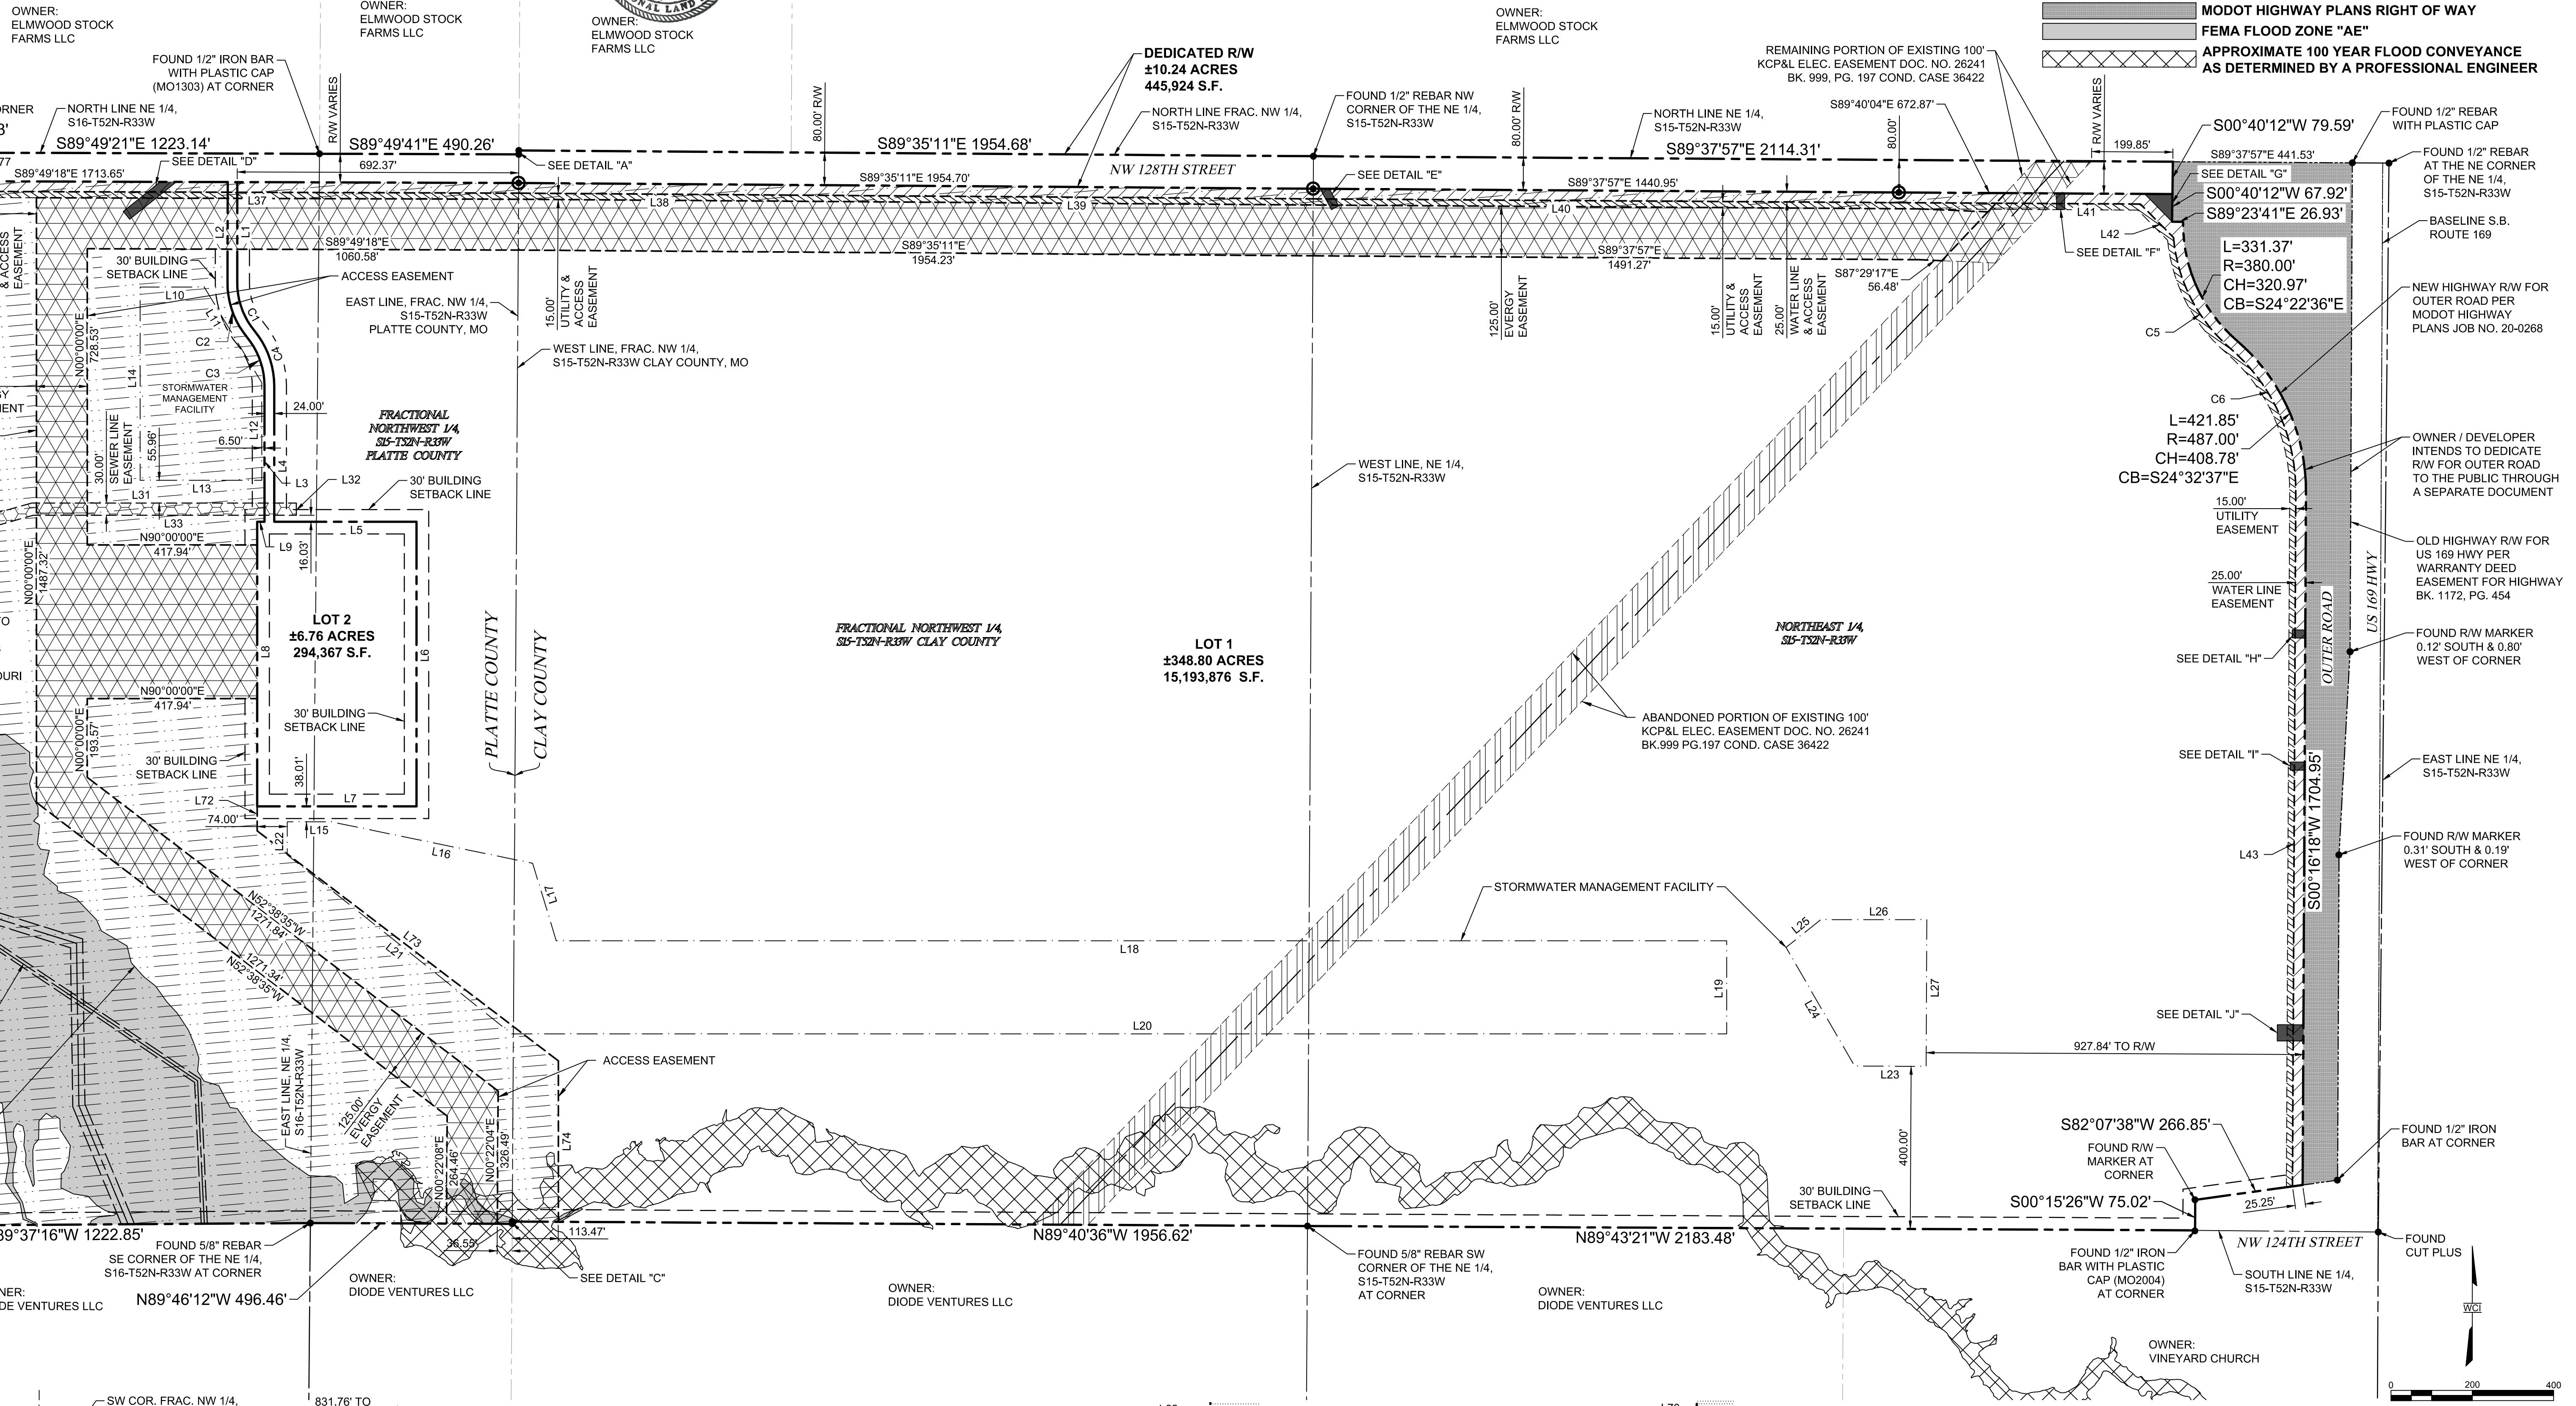 OWNER:
ELMWOOD STOCK
FARMS LLC
OWNER:
ELMWOOD STOCK
FARMS LLC
ONAL LAND
OWNER:
ELMWOOD STOCK
FARMS LLC
OWNER:
ELMWOOD STOCK
FARMS LLC
MODOT HIGHWAY PLANS RIGHT OF WAY
FEMA FLOOD ZONE "AE"
APPROXIMATE 100 YEAR FLOOD CONVEYANCE
AS DETERMINED BY A PROFESSIONAL ENGINEER
FOUND 1/2" IRON BAR
WITH PLASTIC CAP
(MO1303) AT CORNER
ORNER
NORTH LINE NE 1/4,
S16-T52N-R33W
R/W VARIES
DEDICATED R/W
±10.24 ACRES
445,924 S.F.
80.00' R/W
NORTH LINE FRAC. NW 1/4,
S15-T52N-R33W
FOUND 1/2" REBAR NW
CORNER OF THE NE 1/4,
S15-T52N-R33W
80.00' R/W
NORTH LINE NE 1/4,
S15-T52N-R33W
REMAINING PORTION OF EXISTING 100'
KCP&L ELEC. EASEMENT DOC. NO. 26241
BK. 999, PG. 197 COND. CASE 36422
S89°40'04"E 672.87'
80.00'
R/W VARIES
199.85'
S00°40'12"W 79.59'
FOUND 1/2" REBAR
WITH PLASTIC CAP
3'
S89°49'21"E 1223.14'
S89°49'41"E 490.26'
S89°35'11"E 1954.68'
S89°37'57"E 2114.31'
S89°37'57"E 441.53'
FOUND 1/2" REBAR
AT THE NE CORNER
OF THE NE 1/4,
S15-T52N-R33W
77
SEE DETAIL "D"
692.37'
SEE DETAIL "A"
NW 128TH STREET
SEE DETAIL "E"
SEE DETAIL "G"
S89°49'18"E 1713.65'
S89°35'11"E 1954.70'
S89°37'57"E 1440.95'
S00°40'12"W 67.92'
S89°23'41"E 26.93'
L37
L38
L39
L40
L41
L42
BASELINE S.B.
ROUTE 169
L2
L1
S89°49'18"E
1060.58'
S89°35'11"E
1954.23'
S89°37'57"E
1491.27'
SEE DETAIL "F"
L=331.37'
R=380.00'
CH=320.97'
CB=S24°22'36"E
& ACCESS
EASEMENT
30' BUILDING
SETBACK LINE
ACCESS EASEMENT
S87°29'17"E
56.48'
L10
L11
C1
C2
C3
C4
EAST LINE, FRAC. NW 1/4,
S15-T52N-R33W
PLATTE COUNTY, MO
15.00'
UTILITY &
ACCESS
EASEMENT
125.00'
EVERGY
EASEMENT
15.00'
UTILITY &
ACCESS
EASEMENT
25.00'
WATER LINE
& ACCESS
EASEMENT
NEW HIGHWAY R/W FOR
OUTER ROAD PER
MODOT HIGHWAY
PLANS JOB NO. 20-0268
C5
WEST LINE, FRAC. NW 1/4,
S15-T52N-R33W CLAY COUNTY, MO
N00°00'00"E
728.53'
L14
STORMWATER
MANAGEMENT
FACILITY
24.00'
GY
MENT
FRACTIONAL
NORTHWEST 1/4,
S15-T52N-R33W
PLATTE COUNTY
C6
L=421.85'
R=487.00'
CH=408.78'
CB=S24°32'37"E
L12
6.50'
L4
55.96'
30.00'
SEWER LINE
EASEMENT
L3
L32
L31
L13
L33
30' BUILDING
SETBACK LINE
WEST LINE, NE 1/4,
S15-T52N-R33W
OWNER / DEVELOPER
INTENDS TO DEDICATE
R/W FOR OUTER ROAD
TO THE PUBLIC THROUGH
A SEPARATE DOCUMENT
15.00'
UTILITY
EASEMENT
L5
N90°00'00"E
417.94'
L9
16.03'
N00°00'00"E
1487.32'
OLD HIGHWAY R/W FOR
US 169 HWY PER
WARRANTY DEED
EASEMENT FOR HIGHWAY
BK. 1172, PG. 454
25.00'
WATER LINE
EASEMENT
US 169 HWY
OUTER ROAD
TO
LOT 2
±6.76 ACRES
294,367 S.F.
L8
L6
FRACTIONAL NORTHWEST 1/4,
S15-T52N-R33W CLAY COUNTY
LOT 1
±348.80 ACRES
15,193,876 S.F.
NORTHEAST 1/4,
S15-T52N-R33W
FOUND R/W MARKER
0.12' SOUTH & 0.80'
WEST OF CORNER
SEE DETAIL "H"
OURI
N90°00'00"E
417.94'
PLATTE COUNTY
CLAY COUNTY
30' BUILDING
SETBACK LINE
ABANDONED PORTION OF EXISTING 100'
KCP&L ELEC. EASEMENT DOC. NO. 26241
BK.999 PG.197 COND. CASE 36422
N00°00'00"E
193.57'
30' BUILDING
SETBACK LINE
38.01'
L7
SEE DETAIL "I"
S00°16'18"W 1704.95'
EAST LINE NE 1/4,
S15-T52N-R33W
L72
74.00'
L15
L22
L16
L17
L43
FOUND R/W MARKER
0.31' SOUTH & 0.19'
WEST OF CORNER
STORMWATER MANAGEMENT FACILITY
N52°38'35"W
1271.84'
L73
L21
1271.34'
N52°38'35"W
L18
L19
L20
L25
L26
L24
L27
L23
SEE DETAIL "J"
927.84' TO R/W
EAST LINE, NE 1/4,
S16-T52N-R33W
125.00'
EVERGY
EASEMENT
ACCESS EASEMENT
N00°22'08"E
264.46'
N00°22'04"E
326.49'
L74
400.00'
S82°07'38"W 266.85'
FOUND R/W
MARKER AT
CORNER
FOUND 1/2" IRON
BAR AT CORNER
30' BUILDING
SETBACK LINE
S00°15'26"W 75.02'
25.25'
89°37'16"W 1222.85'
36.55'
113.47'
N89°40'36"W 1956.62'
N89°43'21"W 2183.48'
NW 124TH STREET
FOUND
CUT PLUS
FOUND 5/8" REBAR
SE CORNER OF THE NE 1/4,
S16-T52N-R33W AT CORNER
SEE DETAIL "C"
FOUND 5/8" REBAR SW
CORNER OF THE NE 1/4,
S15-T52N-R33W
AT CORNER
FOUND 1/2" IRON
BAR WITH PLASTIC
CAP (MO2004)
AT CORNER
SOUTH LINE NE 1/4,
S15-T52N-R33W
NER:
DE VENTURES LLC
N89°46'12"W 496.46'
OWNER:
DIODE VENTURES LLC
OWNER:
DIODE VENTURES LLC
OWNER:
DIODE VENTURES LLC
WCI
OWNER:
VINEYARD CHURCH
0 200 400
SW COR. FRAC. NW 1/4,
831.76' TO